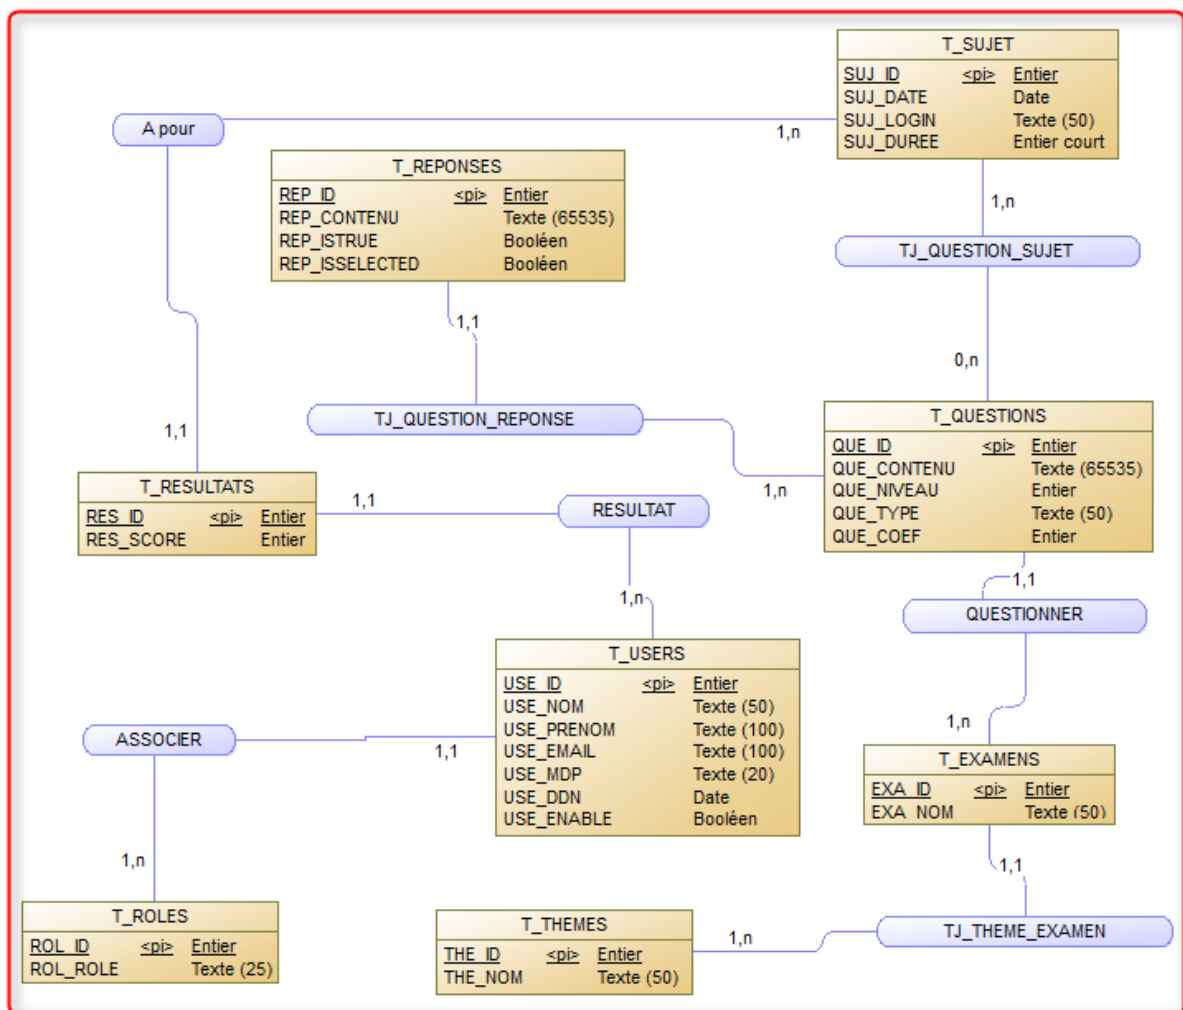 T_SUJET
SUJ_ID <pi> Entier
SUJ_DATE Date
SUJ_LOGIN Texte (50)
SUJ_DUREE Entier court
A pour
1,n
T_REPONSES
REP_ID <pi> Entier
REP_CONTENU Texte (65535)
REP_ISTRUE Booléen
REP_ISSELECTED Booléen
1,n
TJ_QUESTION_SUJET
1,1
0,n
TJ_QUESTION_REPONSE
T_QUESTIONS
QUE_ID <pi> Entier
QUE_CONTENU Texte (65535)
QUE_NIVEAU Entier
QUE_TYPE Texte (50)
QUE_COEF Entier
1,1
1,n
T_RESULTATS
RES_ID <pi> Entier
RES_SCORE Entier
1,1
RESULTAT
1,1
1,n
QUESTIONNER
T_USERS
USE_ID <pi> Entier
USE_NOM Texte (50)
USE_PRENOM Texte (100)
USE_EMAIL Texte (100)
USE_MDP Texte (20)
USE_DDN Date
USE_ENABLE Booléen
ASSOCIER
1,1
1,n
T_EXAMENS
EXA_ID <pi> Entier
EXA_NOM Texte (50)
1,n
1,1
T_ROLES
ROL_ID <pi> Entier
ROL_ROLE Texte (25)
T_THEMES
THE_ID <pi> Entier
THE_NOM Texte (50)
1,n
TJ_THEME_EXAMEN